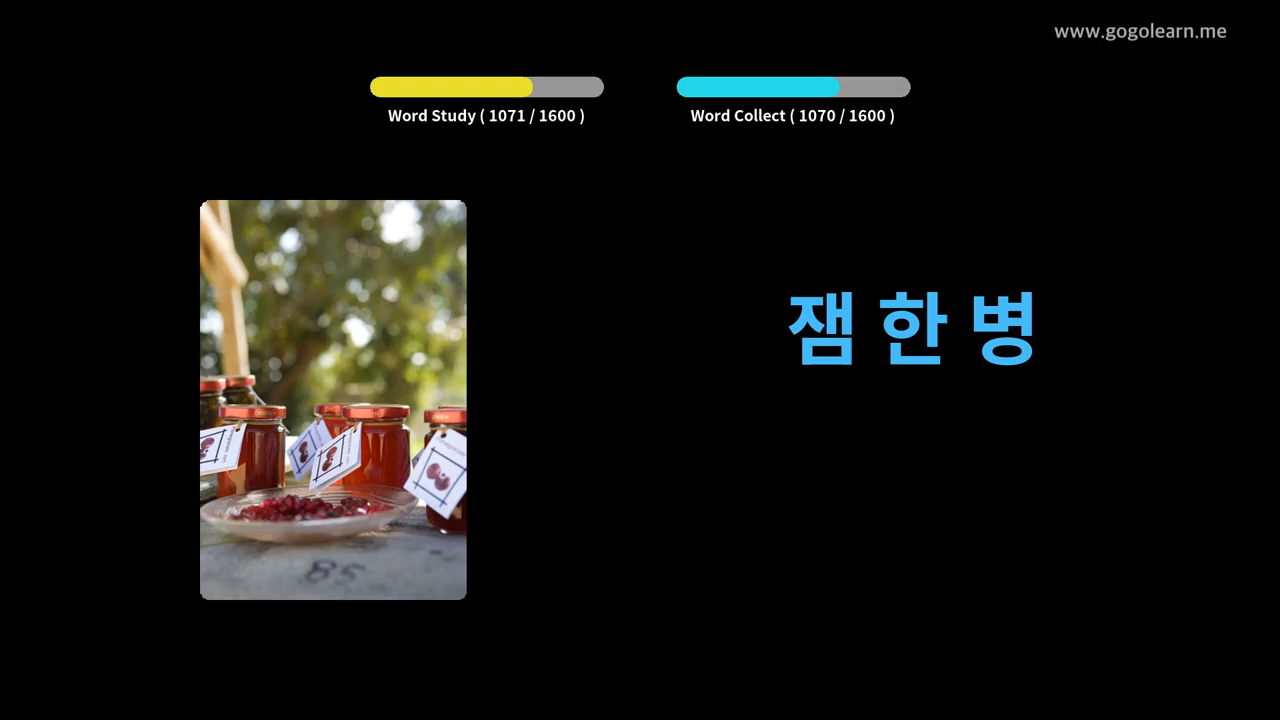 www.gogolearn.me
Word Study ( 1071 / 1600 )
Word Collect ( 1070 / 1600 )
잼 한 병
85